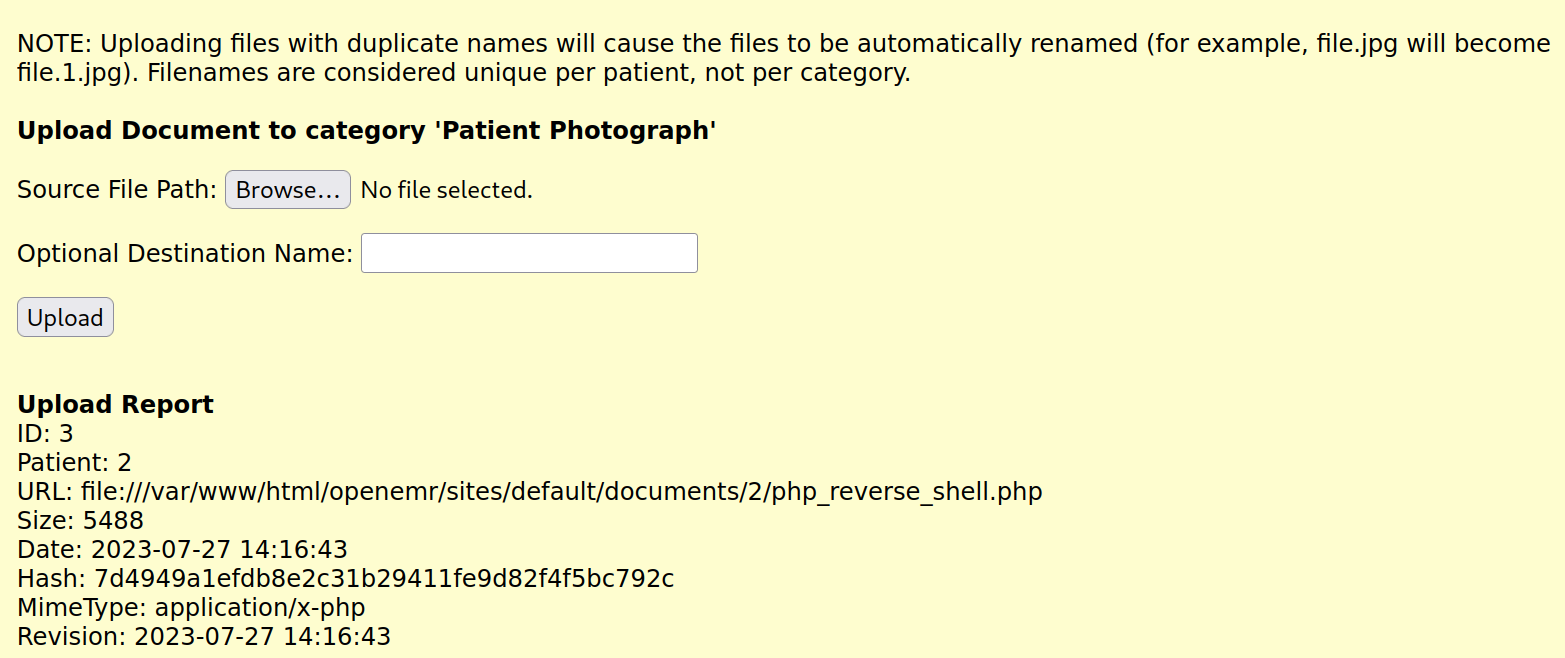 NOTE: Uploading files with duplicate names will cause the files to be automatically renamed (for example, file.jpg will become
file.1.jpg). Filenames are considered unique per patient, not per category.
Upload Document to category 'Patient Photograph'
Source File Path: Browse... No file selected.
Optional Destination Name:
Upload
Upload Report
ID: 3
Patient: 2
URL: file:///var/www/html/openemr/sites/default/documents/2/php_reverse_shell.php
Size: 5488
Date: 2023-07-27 14:16:43
Hash: 7d4949a1efdb8e2c31b29411fe9d82f4f5bc792c
MimeType: application/x-php
Revision: 2023-07-27 14:16:43